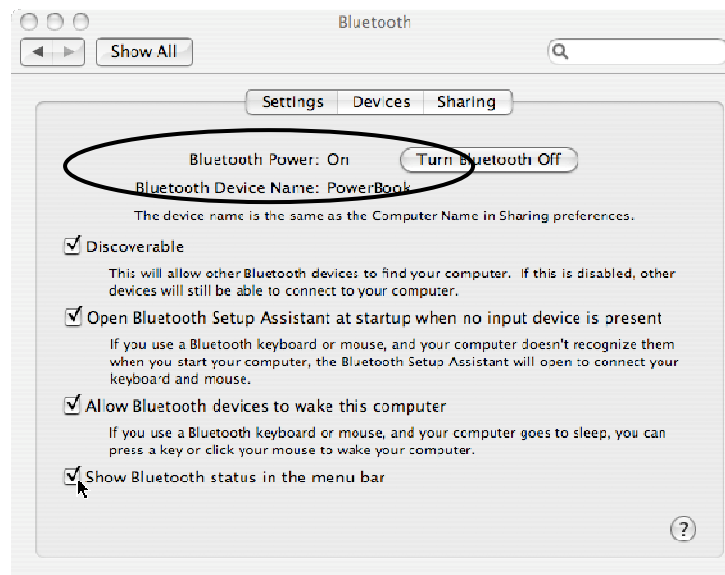 Bluetooth
Show All
Settings Devices Sharing
Bluetooth Power: On Turn Bluetooth Off
Bluetooth Device Name: PowerBook
The device name is the same as the Computer Name in Sharing preferences.
Discoverable
This will allow other Bluetooth devices to find your computer. If this is disabled, other
devices will still be able to connect to your computer.
Open Bluetooth Setup Assistant at startup when no input device is present
If you use a Bluetooth keyboard or mouse, and your computer doesn't recognize them
when you start your computer, the Bluetooth Setup Assistant will open to connect your
keyboard and mouse.
Allow Bluetooth devices to wake this computer
If you use a Bluetooth keyboard or mouse, and your computer goes to sleep, you can
press a key or click your mouse to wake your computer.
Show Bluetooth status in the menu bar
?